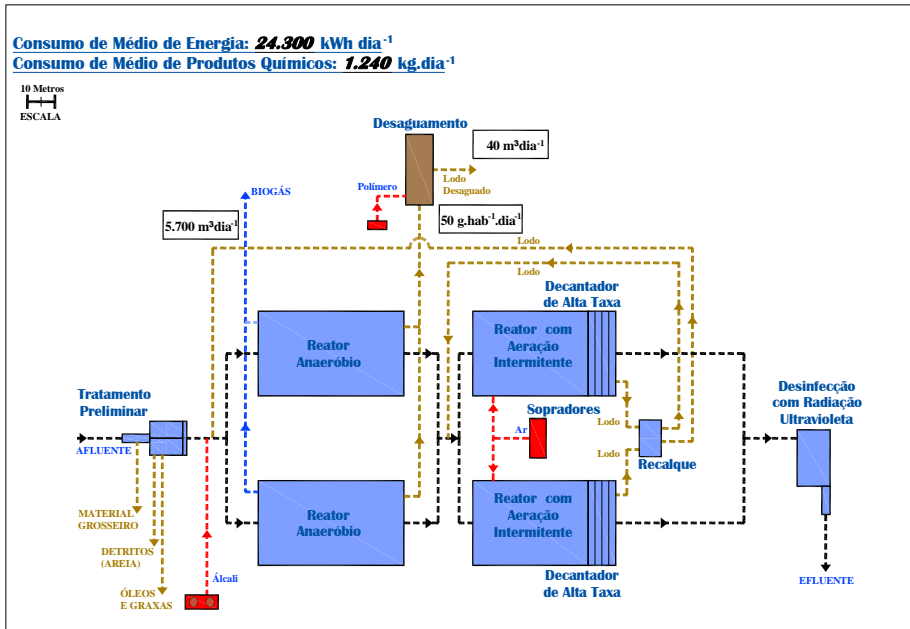 Consumo de Médio de Energia: 24.300 kWh dia⁻¹
Consumo de Médio de Produtos Químicos: 1.240 kg.dia⁻¹
10 Metros
ESCALA
Desaguamento
40 m³dia⁻¹
Lodo
Desaguado
Polímero
BIOGÁS
5.700 m³dia⁻¹
50 g.hab⁻¹.dia⁻¹
Lodo
Lodo
Decantador
de Alta Taxa
Reator
Anaeróbio
Reator com
Aeração
Intermitente
Tratamento
Preliminar
AFLUENTE
Sopradores
Ar
Lodo
Lodo
Recalque
Desinfecção
com Radiação
Ultravioleta
Reator
Anaeróbio
Reator com
Aeração
Intermitente
MATERIAL
GROSSEIRO
DETRITOS
(AREIA)
ÓLEOS
E GRAXAS
Álcali
Decantador
de Alta Taxa
EFLUENTE